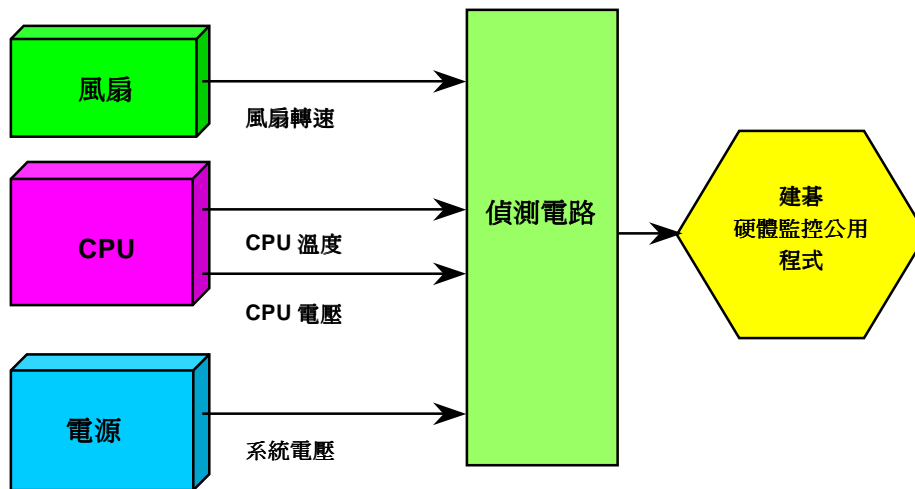 風扇
風扇轉速
CPU
CPU 溫度
CPU 電壓
電源
系統電壓
偵測電路
建碁
硬體監控公用
程式